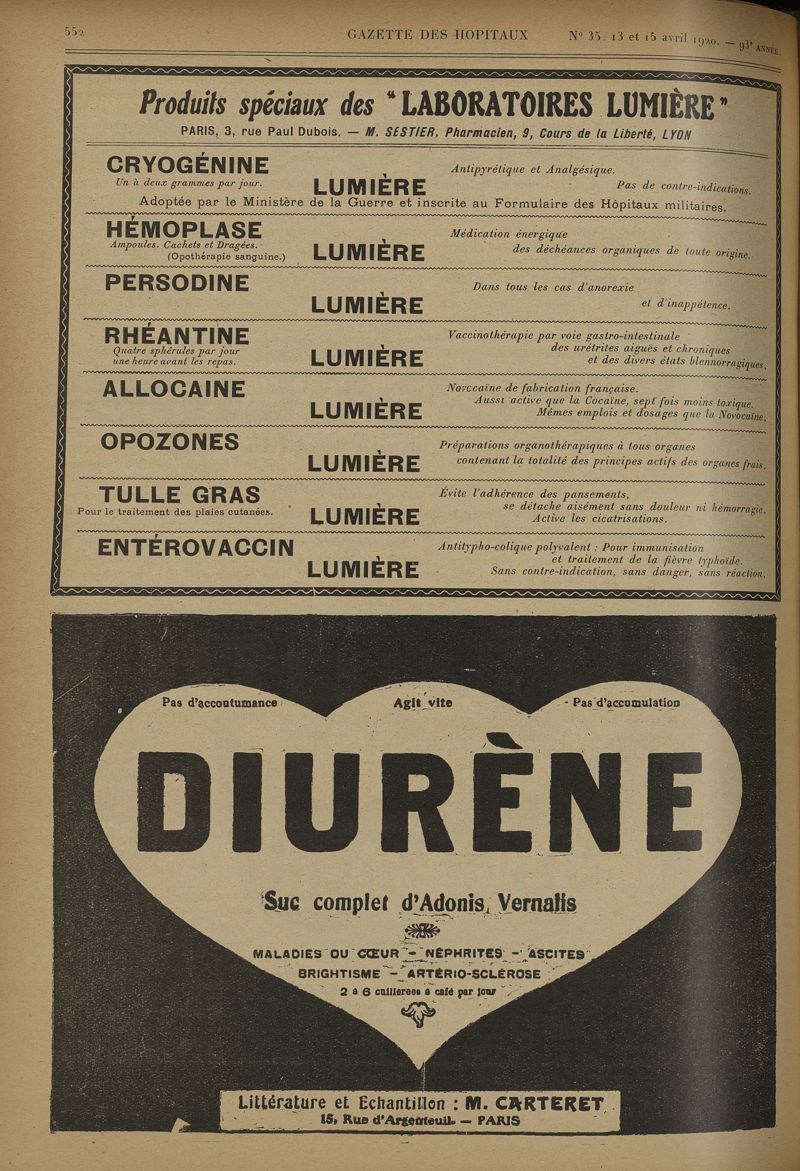 552 GAZETTE DES HOPITAUX N° 35. 13 et 15 avril 1920. — 93e ANNÉE.
Produits spéciaux des "LABORATOIRES LUMIÈRE"
PARIS, 3, rue Paul Dubois. — M. SESTIER, Pharmacien, 9, Cours de la Liberté, LYON
CRYOGÉNINE
Un à deux grammes par jour.
LUMIÈRE
Antipyrétique et Analgésique.
Pas de contre-indications.
Adoptée par le Ministère de la Guerre et inscrite au Formulaire des Hôpitaux militaires.
HÉMOPLASE
Ampoules. Cachets et Dragées.
(Opothérapie sanguine.)
LUMIÈRE
Médication énergique
des déchéances organiques de toute origine.
PERSODINE
LUMIÈRE
Dans tous les cas d'anorexie
et d'inappétence.
RHÉANTINE
Quatre sphérules par jour
une heure avant les repas.
LUMIÈRE
Vaccinothérapie par voie gastro-intestinale
des urétrites aiguës et chroniques
et des divers états blennorragiques.
ALLOCAINE
LUMIÈRE
Novocaïne de fabrication française.
Aussi active que la Cocaïne, sept fois moins toxique.
Mêmes emplois et dosages que la Novocaïne.
OPOZONES
LUMIÈRE
Préparations organothérapiques à tous organes
contenant la totalité des principes actifs des organes frais.
TULLE GRAS
Pour le traitement des plaies cutanées.
LUMIÈRE
Évite l'adhérence des pansements,
se détache aisément sans douleur ni hémorragie.
Active les cicatrisations.
ENTÉROVACCIN
LUMIÈRE
Antitypho-colique polyvalent : Pour immunisation
et traitement de la fièvre typhoïde.
Sans contre-indication, sans danger, sans réaction.
Pas d'accoutumance Agit vite Pas d'accumulation
DIURÈNE
Suc complet d'Adonis Vernalis
MALADIES DU CŒUR - NÉPHRITES - ASCITES
BRIGHTISME - ARTÉRIO-SCLÉROSE
2 à 6 cuillerées à café par jour
Littérature et Echantillon : M. CARTERET
15, Rue d'Argenteuil. — PARIS